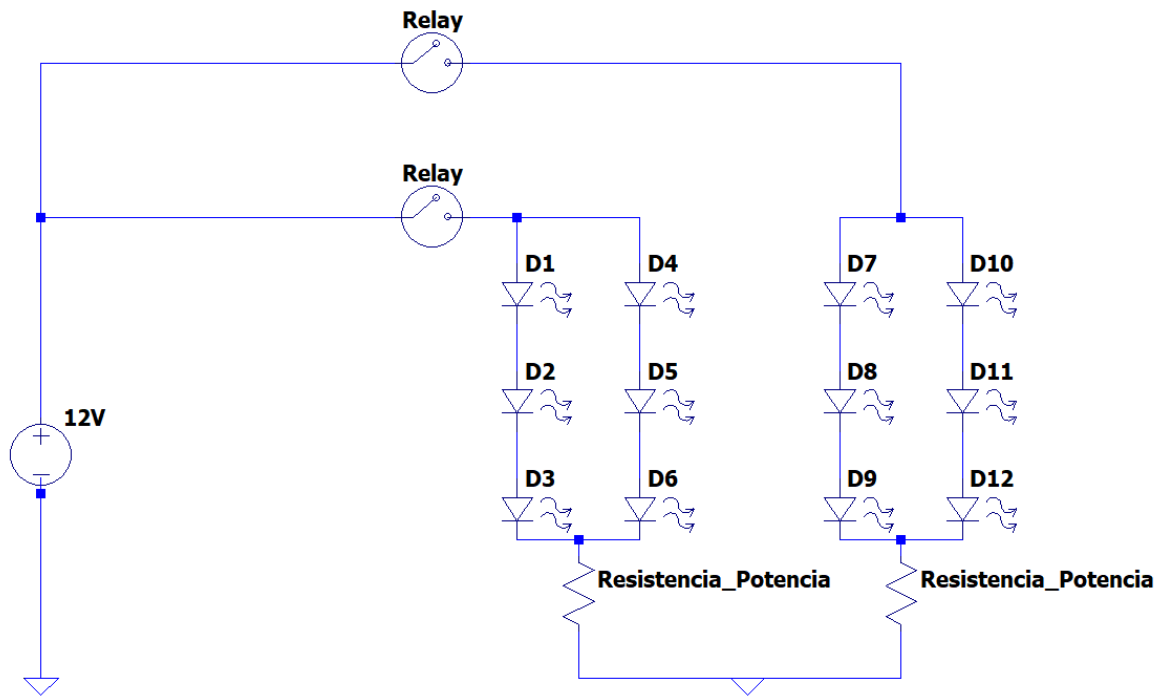 Relay
Relay
D1
D4
D7
D10
D2
D5
D8
D11
12V
D3
D6
D9
D12
Resistencia_Potencia
Resistencia_Potencia